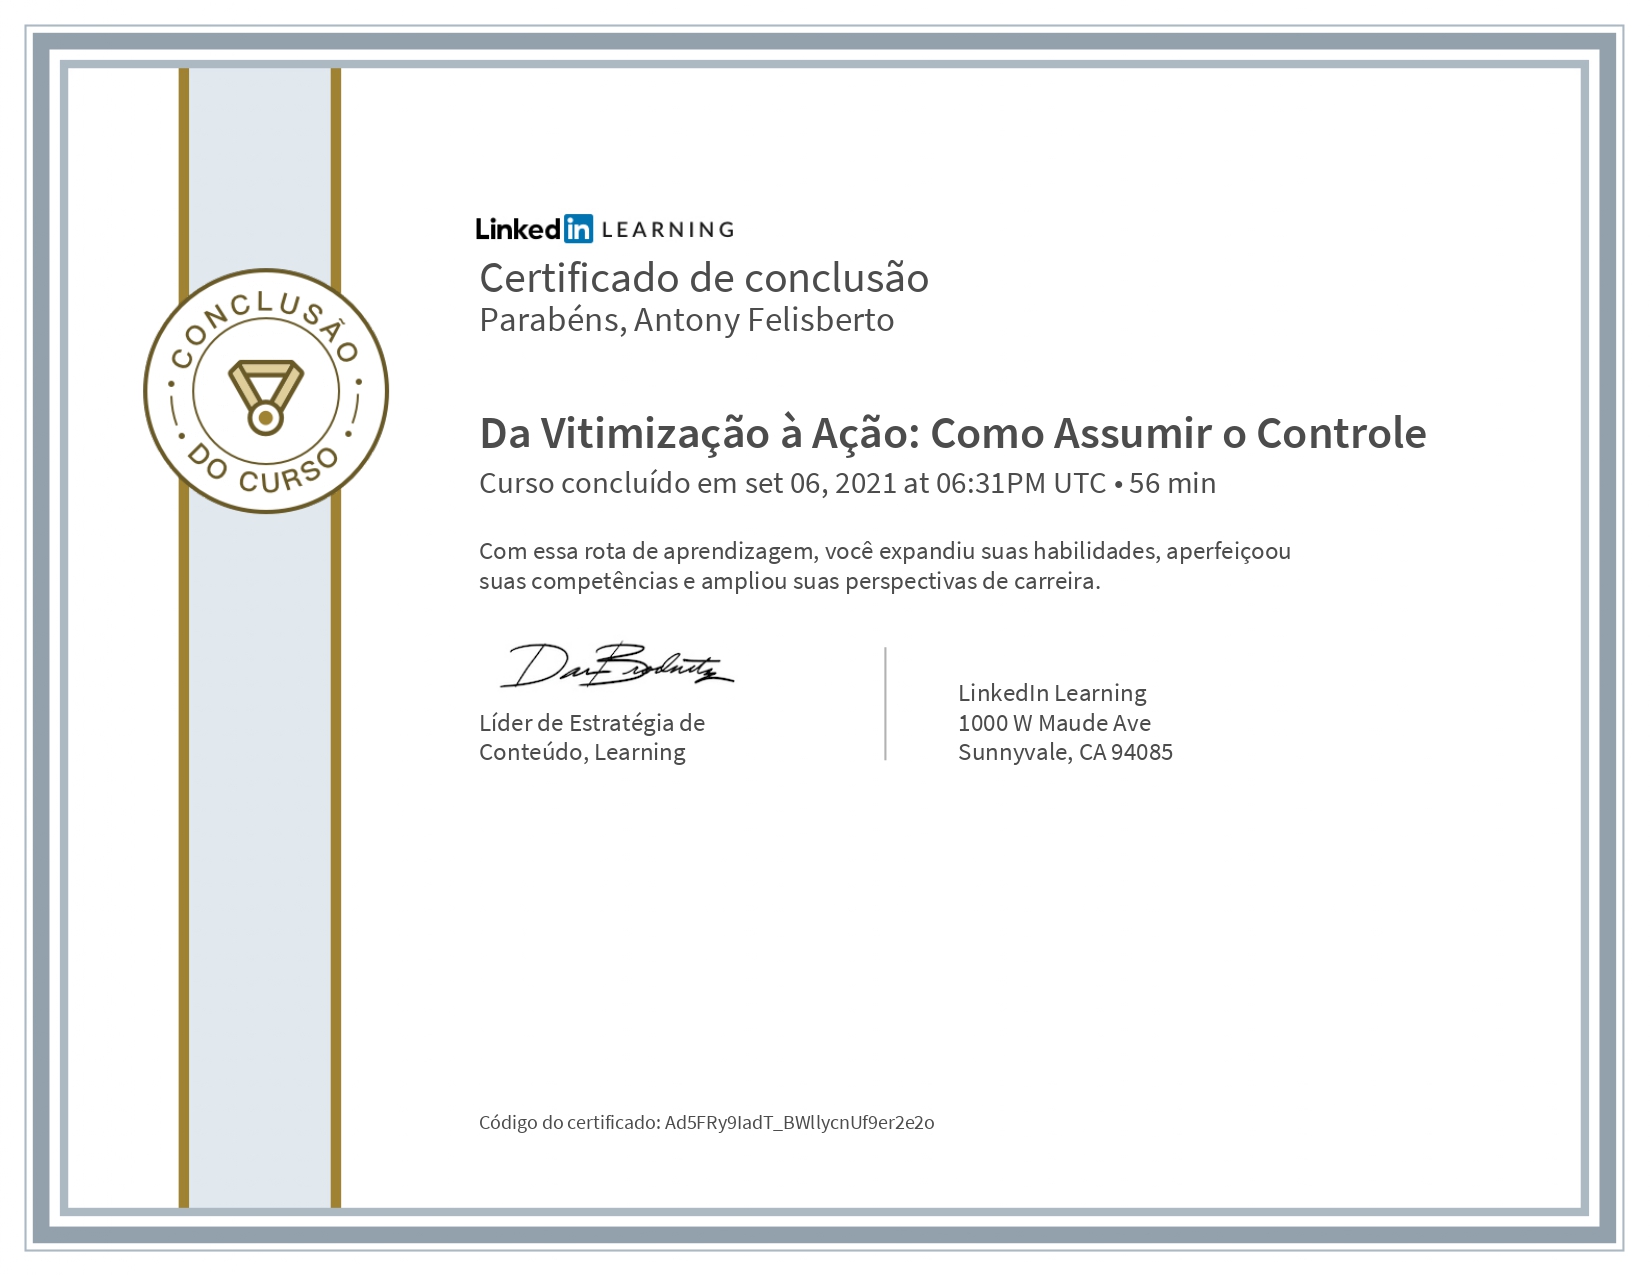 LinkedIn LEARNING
Certificado de conclusão
Parabéns, Antony Felisberto
CONCLUSÃO
DO CURSO
Da Vitimização à Ação: Como Assumir o Controle
Curso concluído em set 06, 2021 at 06:31PM UTC • 56 min
Com essa rota de aprendizagem, você expandiu suas habilidades, aperfeiçoou
suas competências e ampliou suas perspectivas de carreira.
Dan Brodnitz
Líder de Estratégia de
Conteúdo, Learning
LinkedIn Learning
1000 W Maude Ave
Sunnyvale, CA 94085
Código do certificado: Ad5FRy9IadT_BWllycnUf9er2e2o